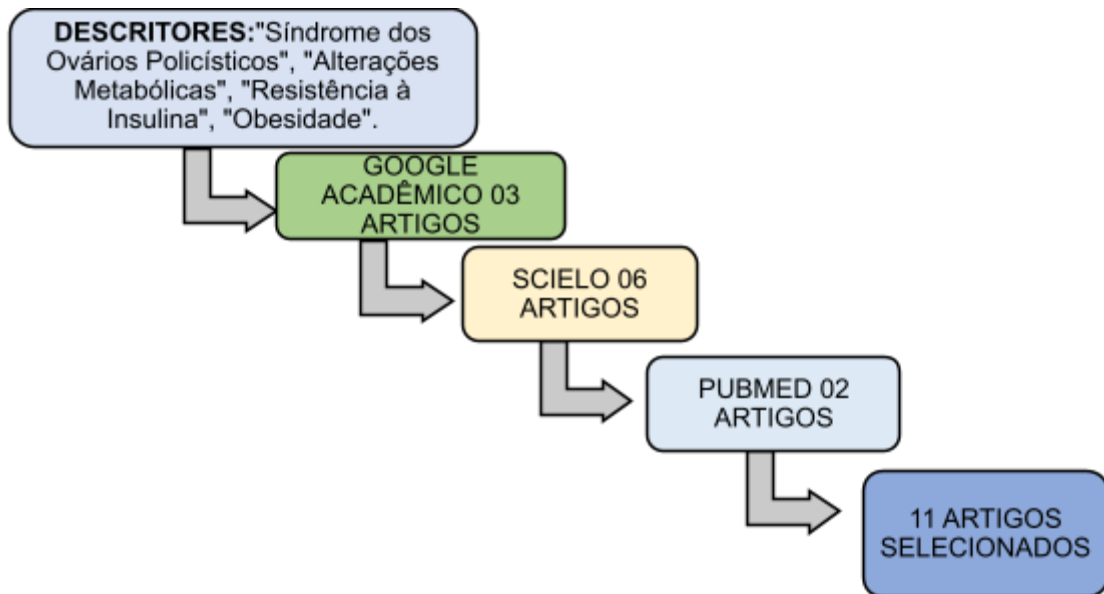 DESCRITORES:"Síndrome dos
Ovários Policísticos", "Alterações
Metabólicas", "Resistência à
Insulina", "Obesidade".
GOOGLE
ACADÊMICO 03
ARTIGOS
SCIELO 06
ARTIGOS
PUBMED 02
ARTIGOS
11 ARTIGOS
SELECIONADOS